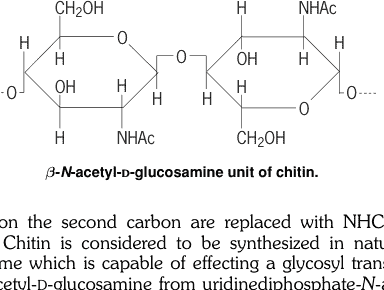 CH2OH H NHAc
H O H
O
H OH H
O OH H H H O
H H
O
H NHAc CH2OH
β-N-acetyl-D-glucosamine unit of chitin.
on the second carbon are replaced with NHC
Chitin is considered to be synthesized in natu
me which is capable of effecting a glycosyl trans
cetyl-D-glucosamine from uridinediphosphate-N-a